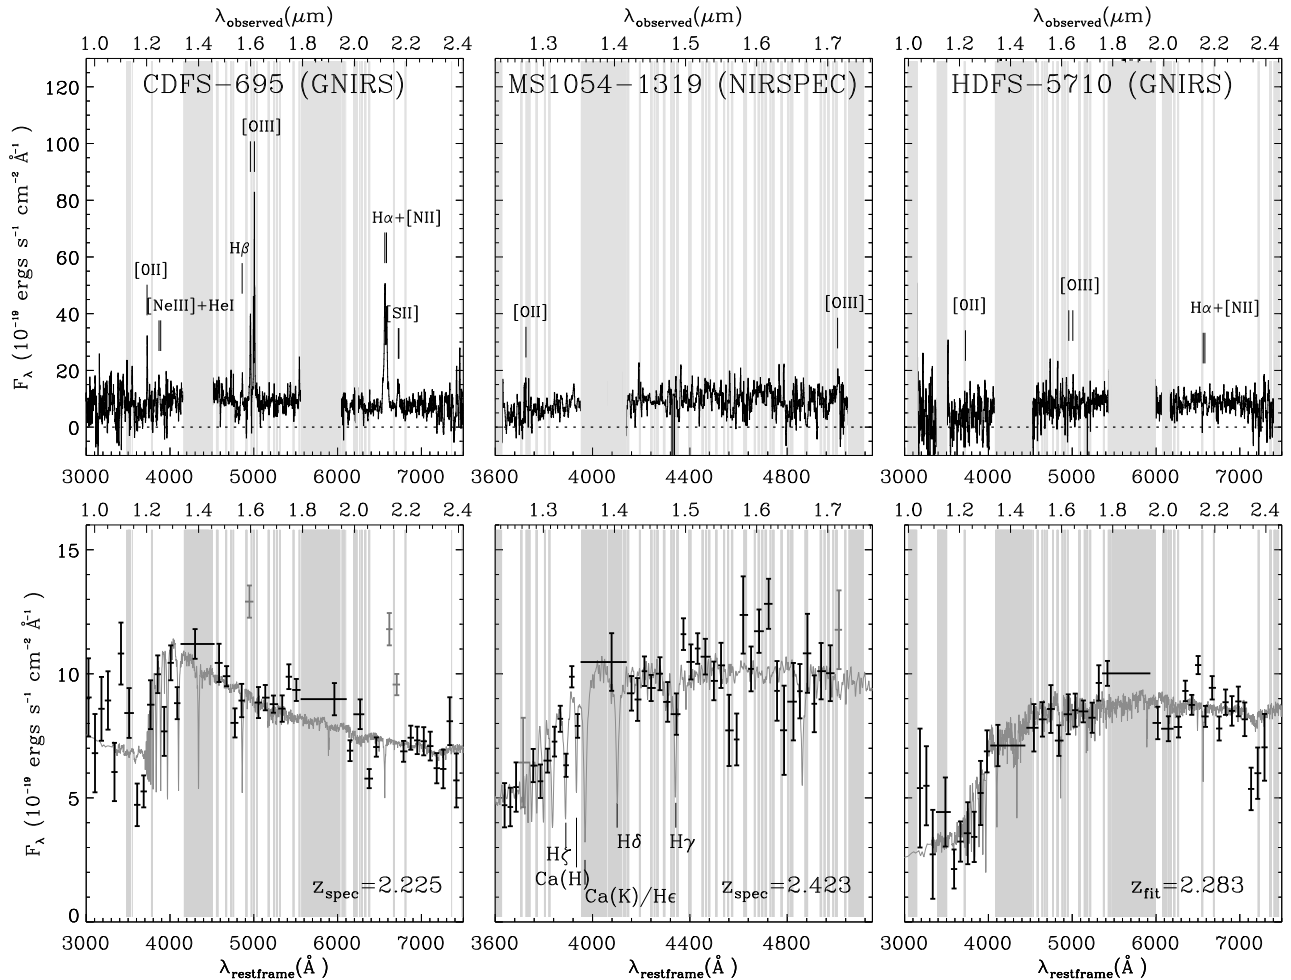 λobserved(μm)
λobserved(μm)
λobserved(μm)
1.0 1.2 1.4 1.6 1.8 2.0 2.2 2.4
1.3 1.4 1.5 1.6 1.7
1.0 1.2 1.4 1.6 1.8 2.0 2.2 2.4
CDFS−695 (GNIRS)
MS1054−1319 (NIRSPEC)
HDFS−5710 (GNIRS)
Fλ (10⁻¹⁹ ergs s⁻¹ cm⁻² Å⁻¹ )
120
100
80
60
40
20
0
[OII]
[NeIII]+HeI
Hβ
[OIII]
Hα+[NII]
[SII]
[OII]
[OIII]
[OII]
[OIII]
Hα+[NII]
3000 4000 5000 6000 7000
3600 4000 4400 4800
3000 4000 5000 6000 7000
1.0 1.2 1.4 1.6 1.8 2.0 2.2 2.4
1.3 1.4 1.5 1.6 1.7
1.0 1.2 1.4 1.6 1.8 2.0 2.2 2.4
Fλ (10⁻¹⁹ ergs s⁻¹ cm⁻² Å⁻¹ )
15
10
5
0
zspec=2.225
Hζ
Ca(H)
Ca(K)/Hε
Hδ
Hγ
zspec=2.423
zfit=2.283
3000 4000 5000 6000 7000
3600 4000 4400 4800
3000 4000 5000 6000 7000
λrestframe(Å )
λrestframe(Å )
λrestframe(Å )